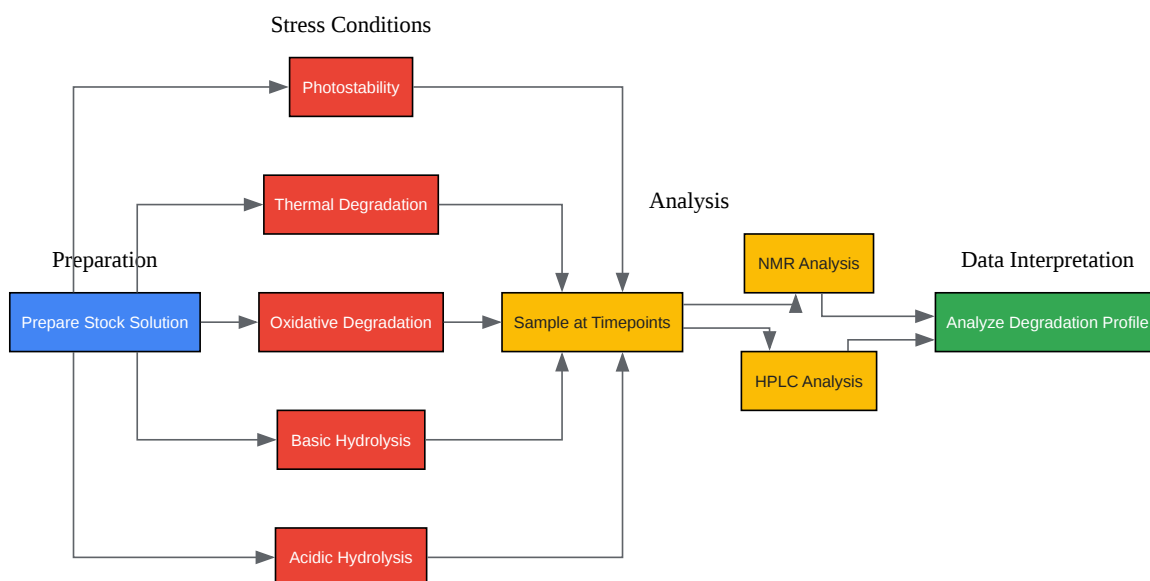 Stress Conditions
Photostability
Thermal Degradation
Analysis
Preparation
NMR Analysis
Data Interpretation
Prepare Stock Solution
Oxidative Degradation
Sample at Timepoints
Analyze Degradation Profile
HPLC Analysis
Basic Hydrolysis
Acidic Hydrolysis